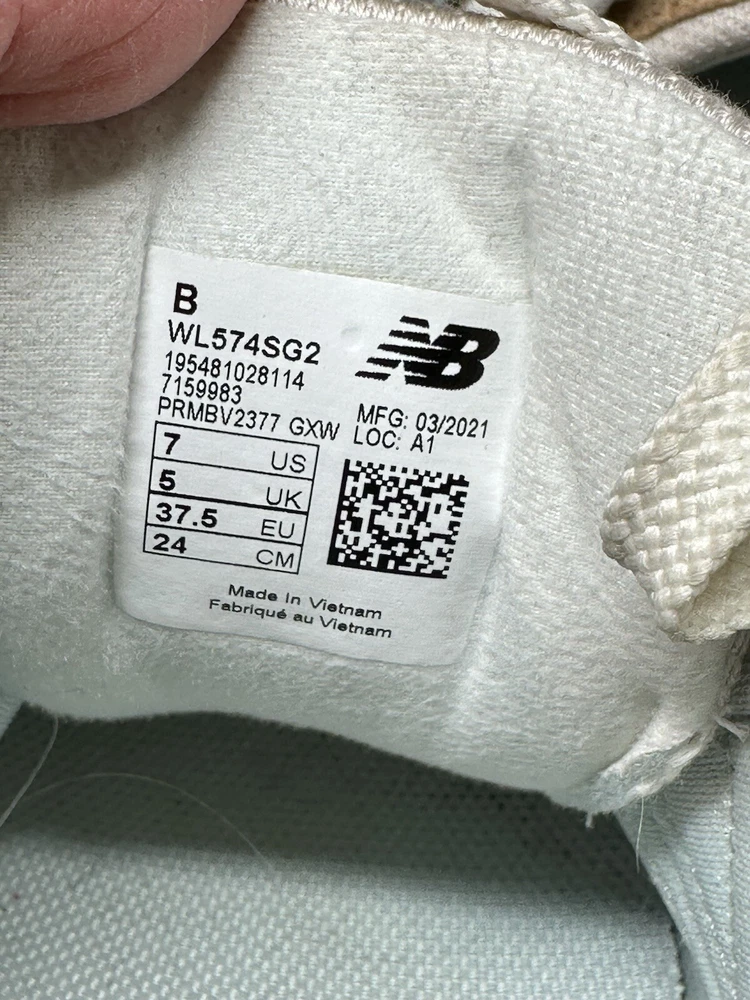 B
WL574SG2
195481028114
7159983
PRMBV2377 GXW
NB
MFG: 03/2021
LOC: A1
7 US
5 UK
37.5 EU
24 CM
Made In Vietnam
Fabriqué au Vietnam